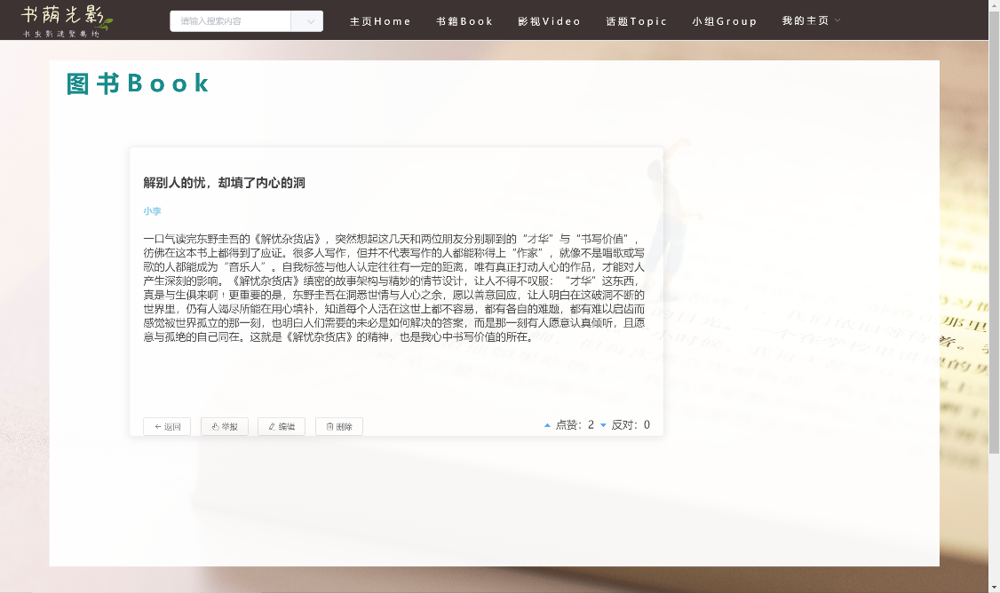 书荫光影
书虫影迷聚集地
请输入搜索内容
主页Home 书籍Book 影视Video 话题Topic 小组Group 我的主页
图书Book
解别人的忧，却填了内心的洞
小李
一口气读完东野圭吾的《解忧杂货店》，突然想起这几天和两位朋友分别聊到的“才华”与“书写价值”，
彷佛在这本书上都得到了应证。很多人写作，但并不代表写作的人都能称得上“作家”，就像不是唱歌或写
歌的人都能成为“音乐人”。自我标签与他人认定往往有一定的距离，唯有真正打动人心的作品，才能对人
产生深刻的影响。《解忧杂货店》缜密的故事架构与精妙的情节设计，让人不得不叹服：“才华”这东西，
真是与生俱来啊！更重要的是，东野圭吾在洞悉世情与人心之余，愿以善意回应，让人明白在这破洞不断的
世界里，仍有人竭尽所能在用心填补，知道每个人活在这世上都不容易，都有各自的难题，都有难以启齿而
感觉被世界孤立的那一刻，也明白人们需要的未必是如何解决的答案，而是那一刻有人愿意认真倾听，且愿
意与孤绝的自己同在。这就是《解忧杂货店》的精神，也是我心中书写价值的所在。
返回 举报 编辑 删除 点赞：2 反对：0